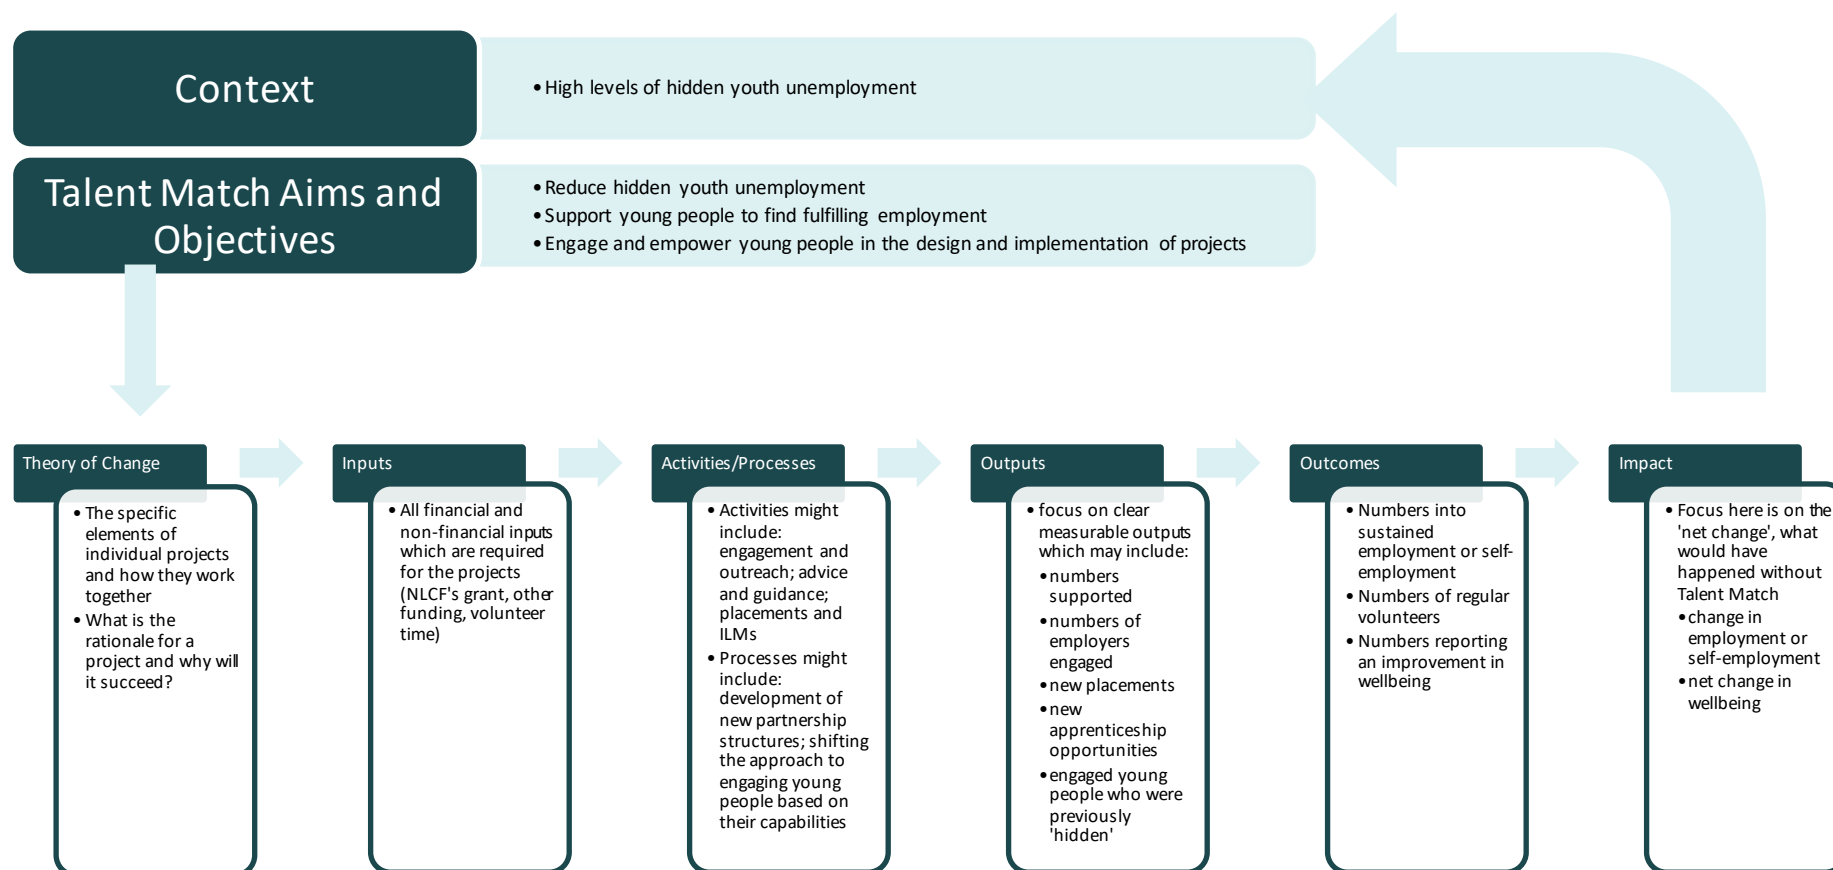 Context
• High levels of hidden youth unemployment
Talent Match Aims and
Objectives
• Reduce hidden youth unemployment
• Support young people to find fulfilling employment
• Engage and empower young people in the design and implementation of projects
Theory of Change
• The specific
elements of
individual projects
and how they work
together
• What is the
rationale for a
project and why will
it succeed?
Inputs
• All financial and
non-financial inputs
which are required
for the projects
(NLCF's grant, other
funding, volunteer
time)
Activities/Processes
• Activities might
include:
engagement and
outreach; advice
and guidance;
placements and
ILMs
• Processes might
include:
development of
new partnership
structures; shifting
the approach to
engaging young
people based on
their capabilities
Outputs
• focus on clear
measurable outputs
which may include:
• numbers
supported
• numbers of
employers
engaged
• new placements
• new
apprenticeship
opportunities
• engaged young
people who were
previously
'hidden'
Outcomes
• Numbers into
sustained
employment or self-
employment
• Numbers of regular
volunteers
• Numbers reporting
an improvement in
wellbeing
Impact
• Focus here is on the
'net change', what
would have
happened without
Talent Match
• change in
employment or
self-employment
• net change in
wellbeing